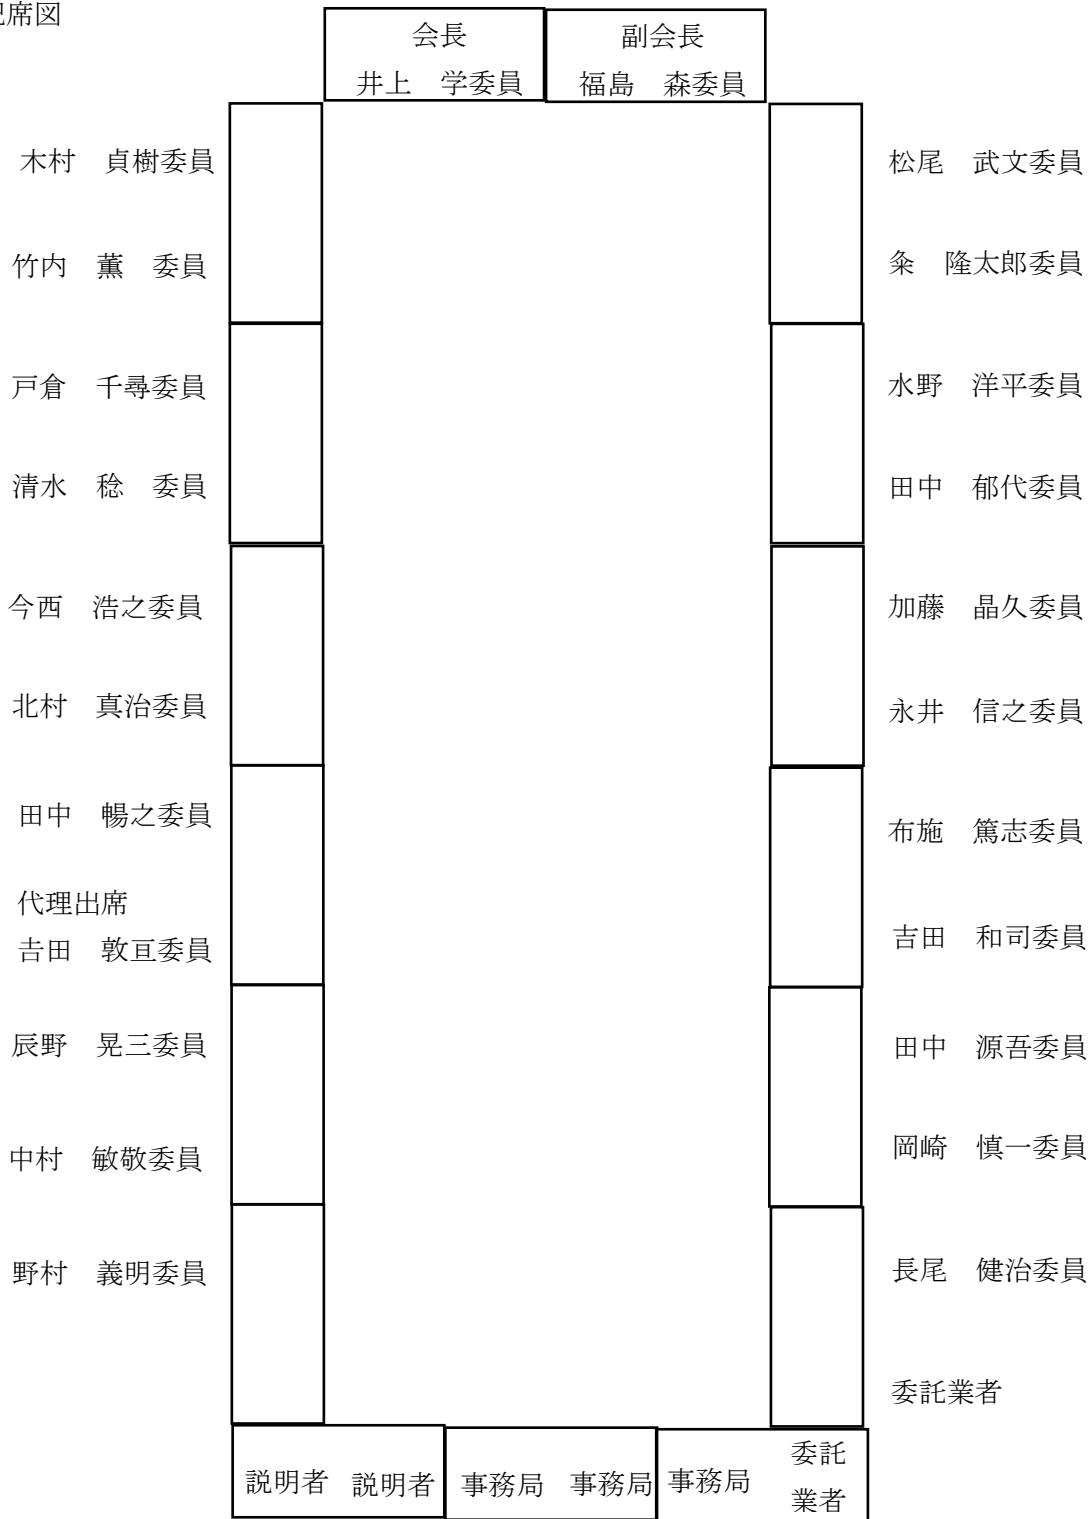 配席図
会長
井上　学委員
副会長
福島　森委員
木村　貞樹委員
竹内　薫　委員
戸倉　千尋委員
清水　稔　委員
今西　浩之委員
北村　真治委員
田中　暢之委員
代理出席
𠮷田　敦亘委員
辰野　晃三委員
中村　敏敬委員
野村　義明委員
松尾　武文委員
粂　隆太郎委員
水野　洋平委員
田中　郁代委員
加藤　晶久委員
永井　信之委員
布施　篤志委員
吉田　和司委員
田中　源吾委員
岡崎　慎一委員
長尾　健治委員
委託業者
説明者　説明者
事務局　事務局
事務局
委託
業者